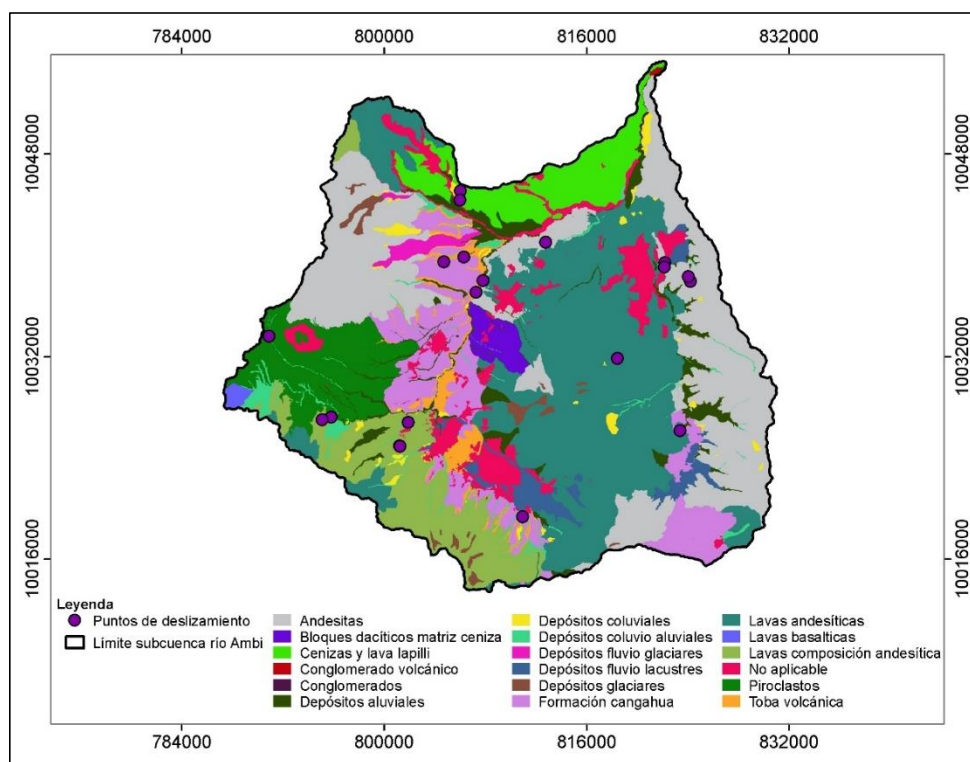 784000 800000 816000 832000
10048000 10048000
10032000 10032000
10016000 10016000
Leyenda
Puntos de deslizamiento
Límite subcuenca río Ambi
Andesitas
Bloques dacíticos matriz ceniza
Cenizas y lava lapilli
Conglomerado volcánico
Conglomerados
Depósitos aluviales
Depósitos coluviales
Depósitos coluvio aluviales
Depósitos fluvio glaciares
Depósitos fluvio lacustres
Depósitos glaciares
Formación cangahua
Lavas andesíticas
Lavas basalticas
Lavas composición andesítica
No aplicable
Piroclastos
Toba volcánica
784000 800000 816000 832000